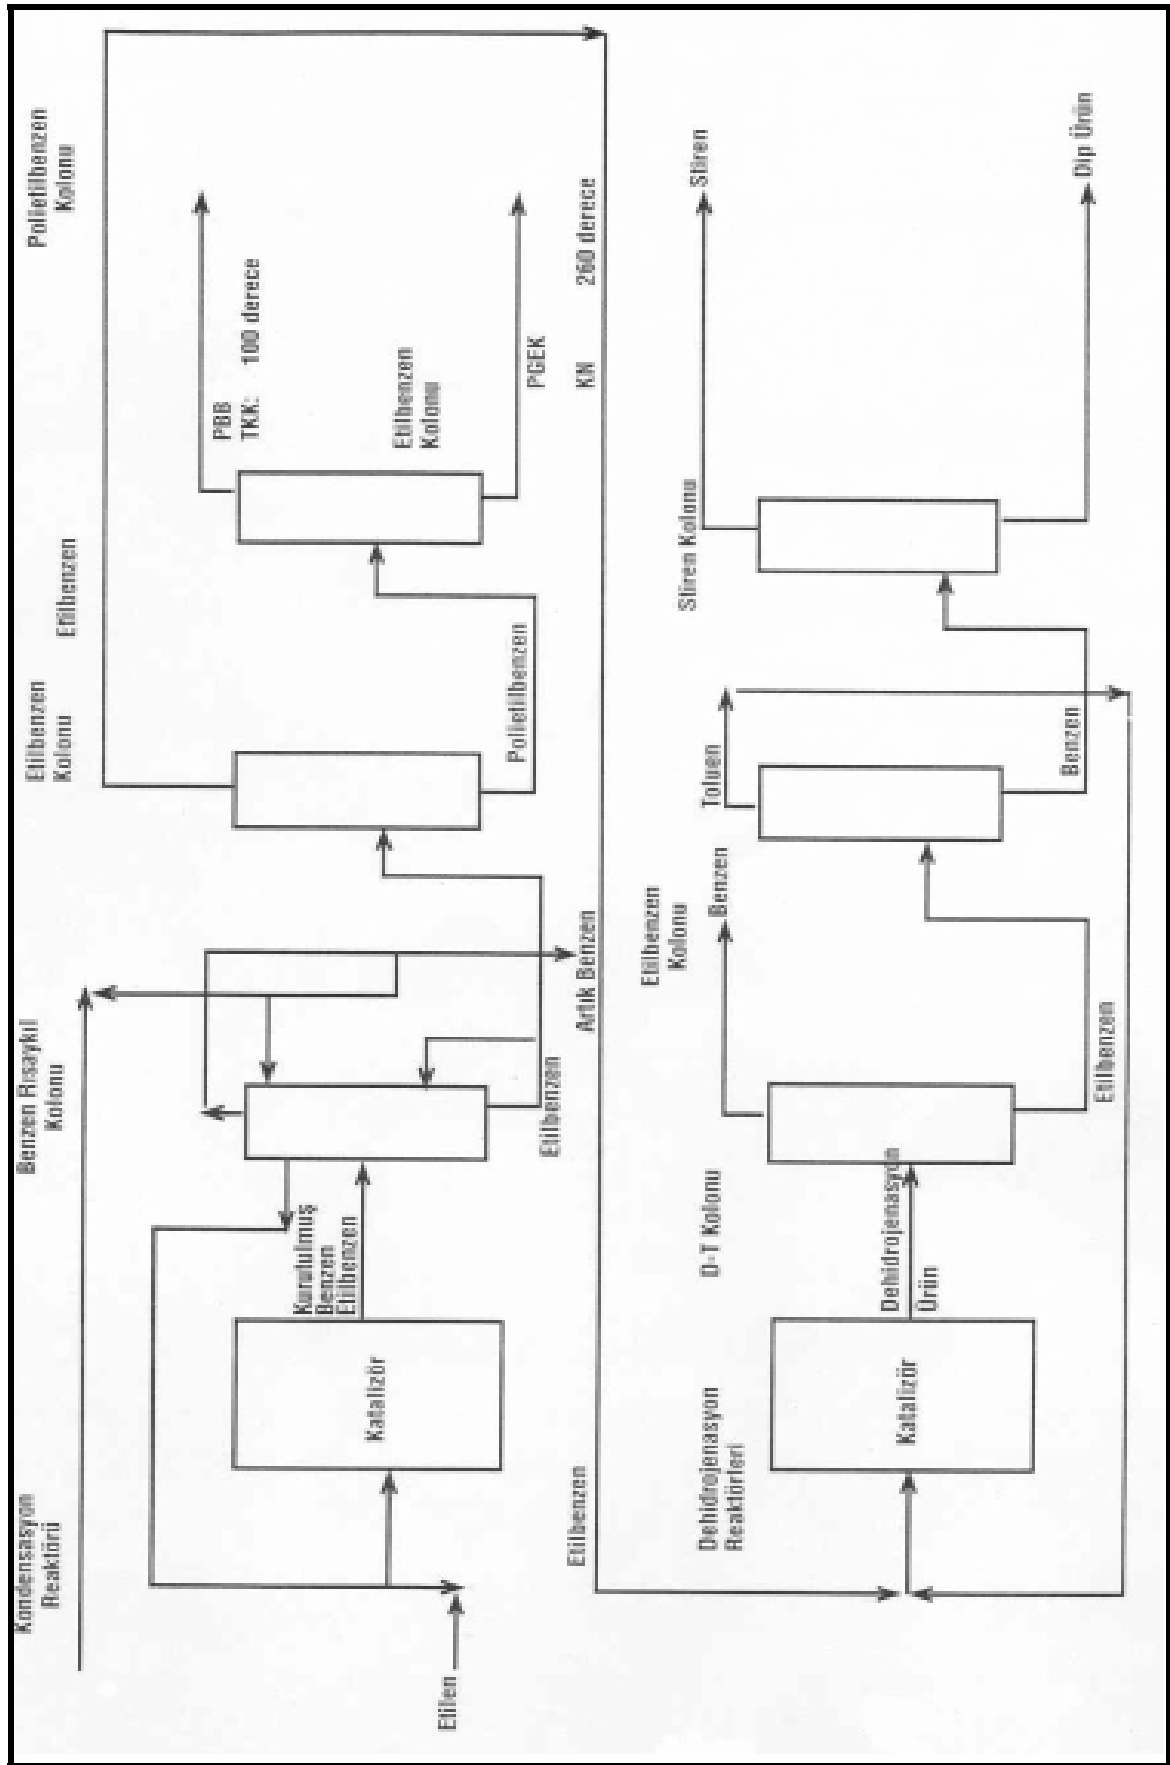 Kondensasyon
Reaktörü
Benzen Risaykıl
Kolonu
Etilbenzen
Kolonu
Etilbenzen
Polietilbenzen
Kolonu
Etilen
Katalizör
Kurutulmuş
Benzen
Etilbenzen
Etilbenzen
Artık Benzen
Polietilbenzen
PBB
TKK: 100 derece
Etilbenzen
Kolonu
PGEK
KN 260 derece
Etilbenzen
Dehidrojenasyon
Reaktörleri
Katalizör
Dehidrojenasyon
Ürün
D-T Kolonu
Etilbenzen
Kolonu
Benzen
Etilbenzen
Toluen
Benzen
Stiren Kolonu
Stiren
Dip Ürün